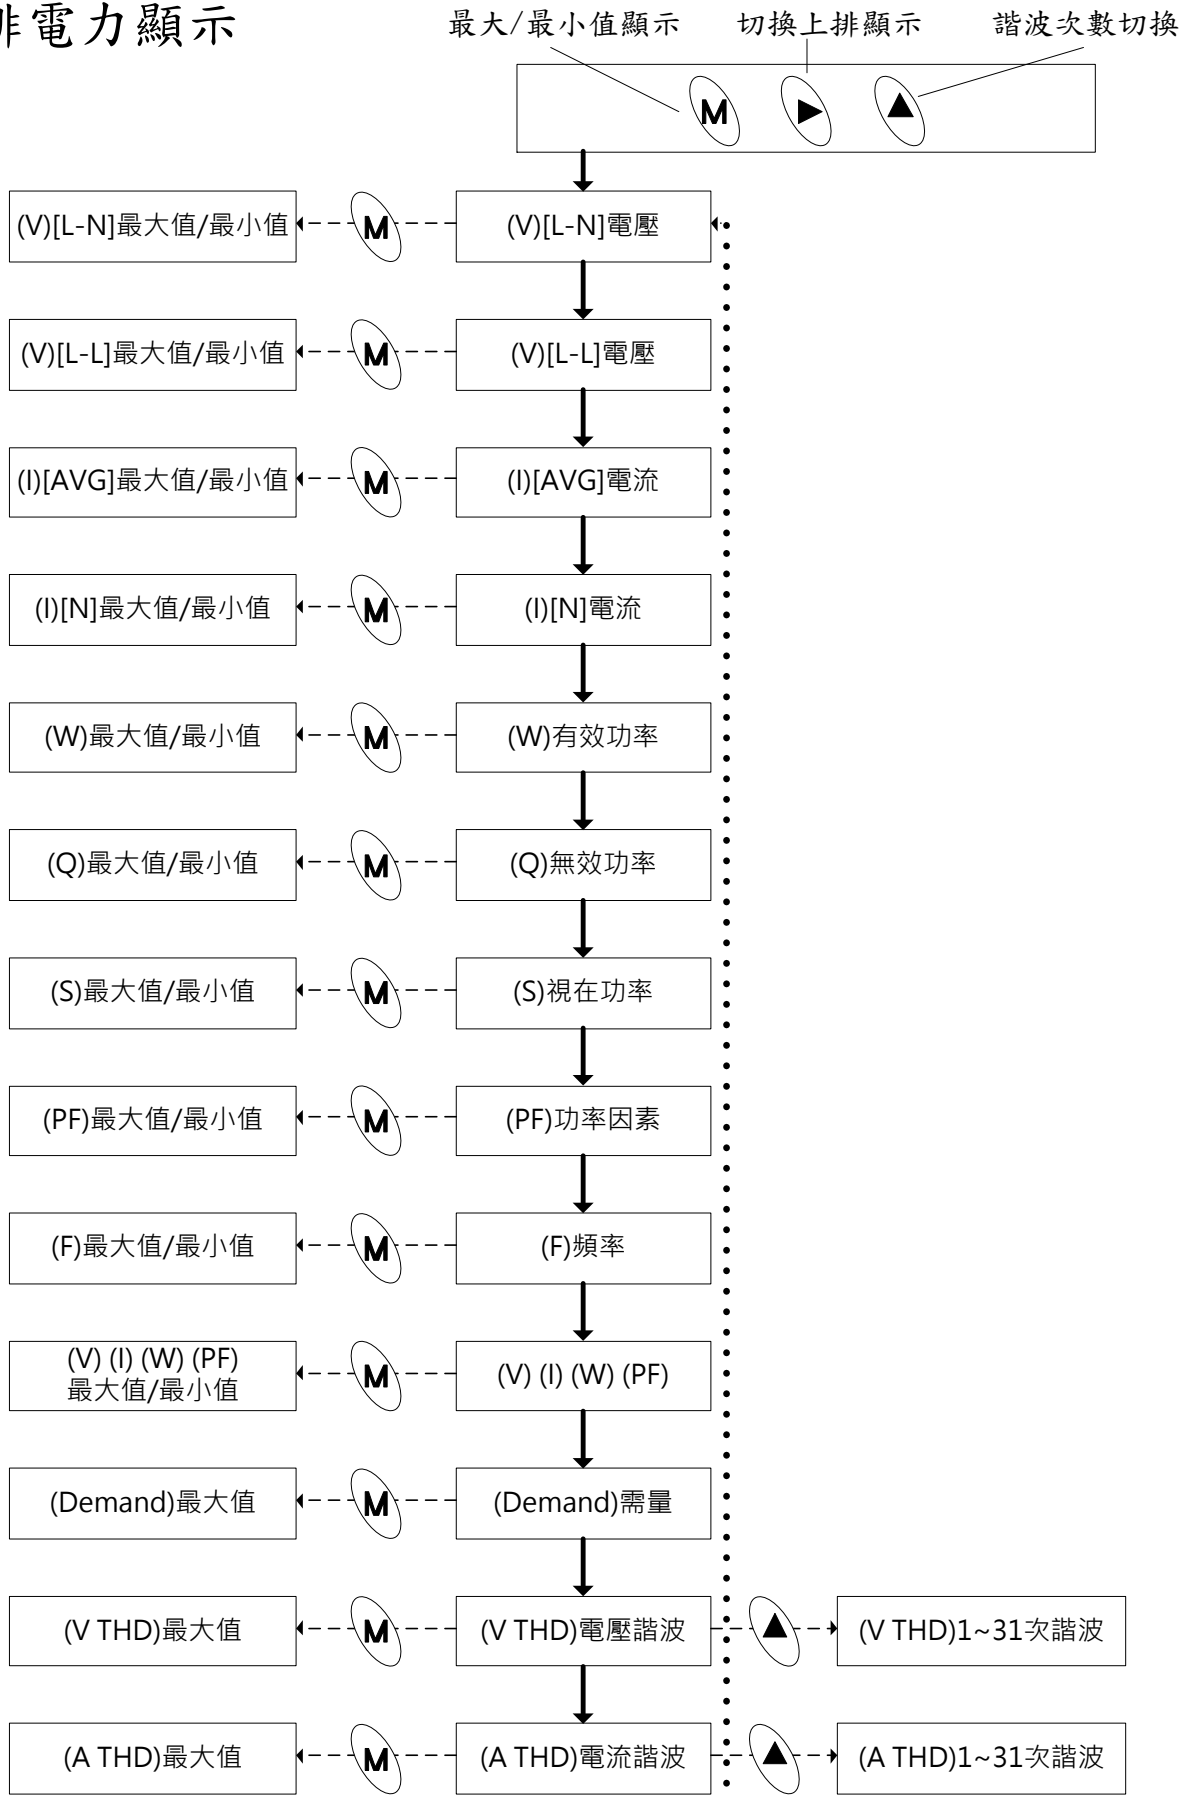 排電力顯示
最大/最小值顯示 切換上排顯示 諧波次數切換
M
(V)[L-N]最大值/最小值 M (V)[L-N]電壓
(V)[L-L]最大值/最小值 M (V)[L-L]電壓
(I)[AVG]最大值/最小值 M (I)[AVG]電流
(I)[N]最大值/最小值 M (I)[N]電流
(W)最大值/最小值 M (W)有效功率
(Q)最大值/最小值 M (Q)無效功率
(S)最大值/最小值 M (S)視在功率
(PF)最大值/最小值 M (PF)功率因素
(F)最大值/最小值 M (F)頻率
(V) (I) (W) (PF)
最大值/最小值 M (V) (I) (W) (PF)
(Demand)最大值 M (Demand)需量
(V THD)最大值 M (V THD)電壓諧波 (V THD)1~31次諧波
(A THD)最大值 M (A THD)電流諧波 (A THD)1~31次諧波